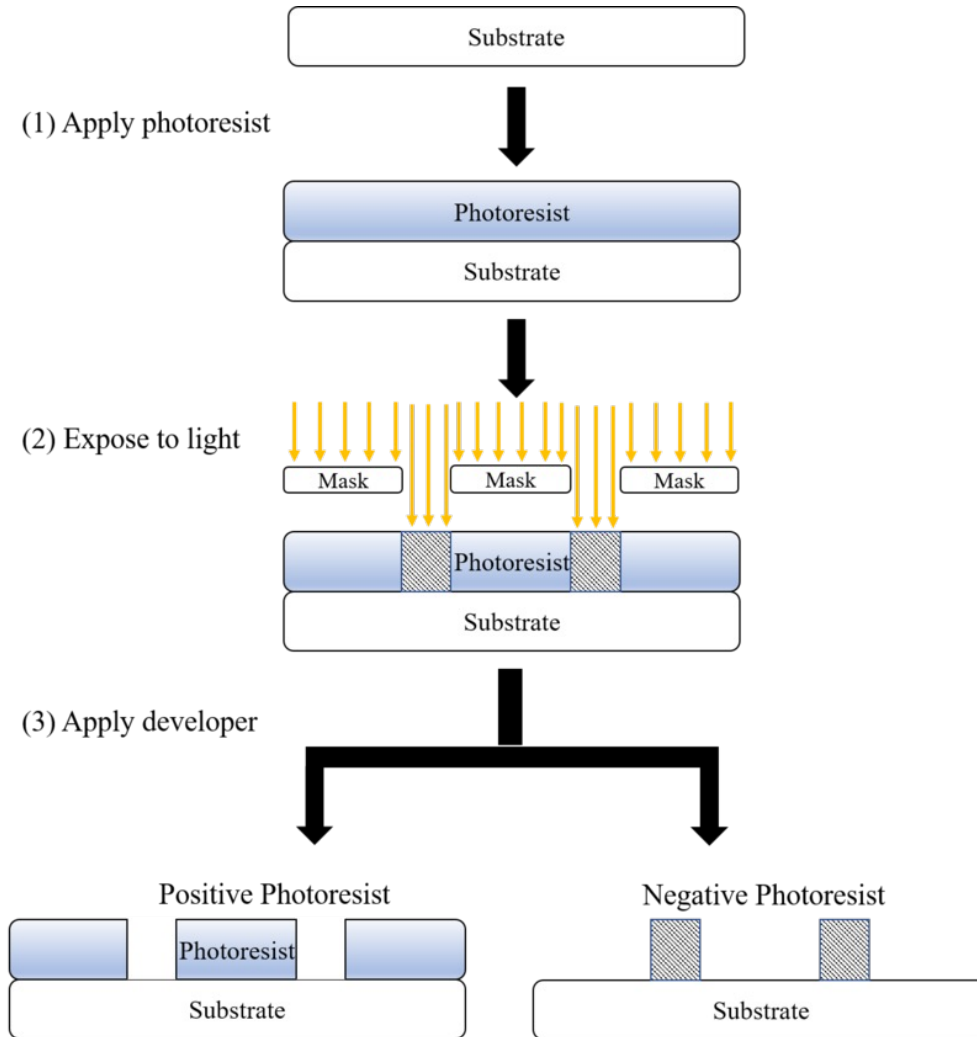 Substrate
(1) Apply photoresist
Photoresist
Substrate
(2) Expose to light
Mask
Mask
Mask
Photoresist
Substrate
(3) Apply developer
Positive Photoresist
Negative Photoresist
Photoresist
Substrate
Substrate